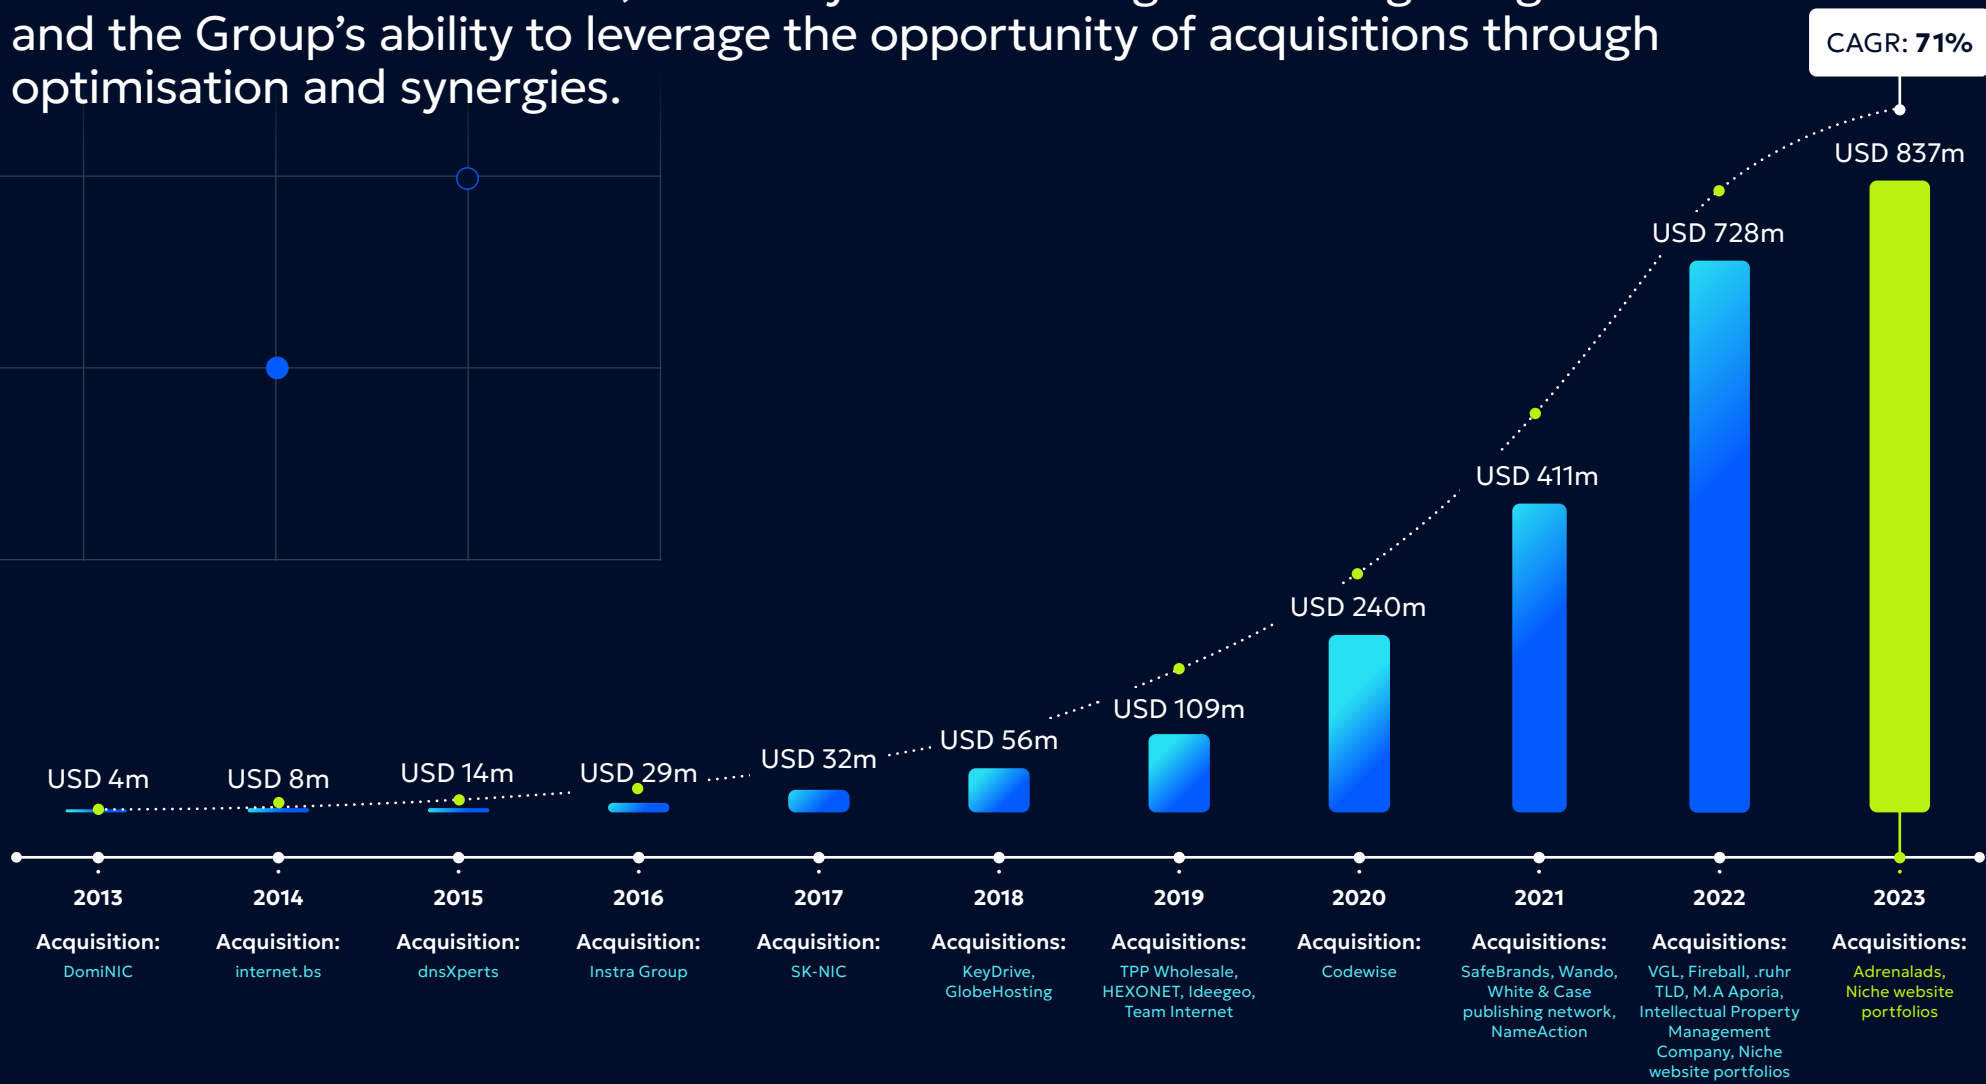 and the Group’s ability to leverage the opportunity of acquisitions through
optimisation and synergies.
CAGR: 71%
USD 4m
USD 8m
USD 14m
USD 29m
USD 32m
USD 56m
USD 109m
USD 240m
USD 411m
USD 728m
USD 837m
2013
Acquisition:
DomiNIC
2014
Acquisition:
internet.bs
2015
Acquisition:
dnsXperts
2016
Acquisition:
Instra Group
2017
Acquisition:
SK-NIC
2018
Acquisitions:
KeyDrive,
GlobeHosting
2019
Acquisitions:
TPP Wholesale,
HEXONET, Ideegeo,
Team Internet
2020
Acquisition:
Codewise
2021
Acquisitions:
SafeBrands, Wando,
White & Case
publishing network,
NameAction
2022
Acquisitions:
VGL, Fireball, .ruhr
TLD, M.A Aporia,
Intellectual Property
Management
Company, Niche
website portfolios
2023
Acquisitions:
Adrenalads,
Niche website
portfolios